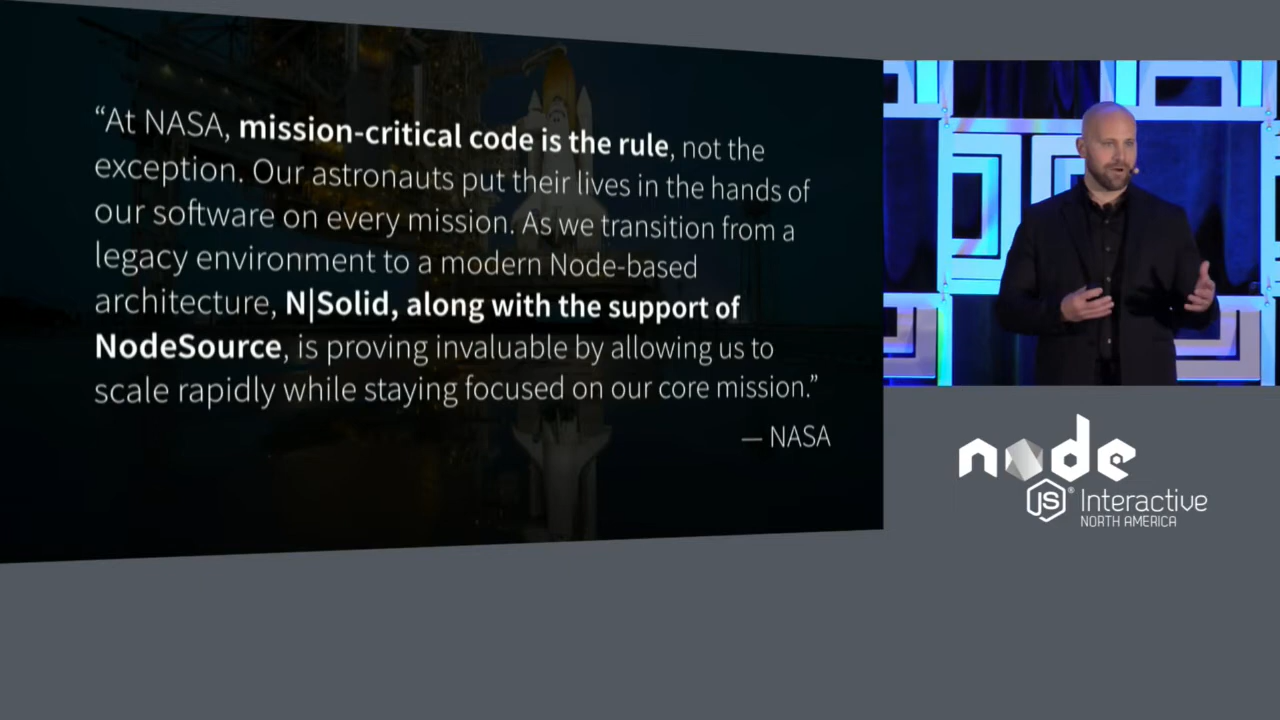 “At NASA, mission-critical code is the rule, not the
exception. Our astronauts put their lives in the hands of
our software on every mission. As we transition from a
legacy environment to a modern Node-based
architecture, N|Solid, along with the support of
NodeSource, is proving invaluable by allowing us to
scale rapidly while staying focused on our core mission.”
— NASA
node
JS® Interactive
NORTH AMERICA